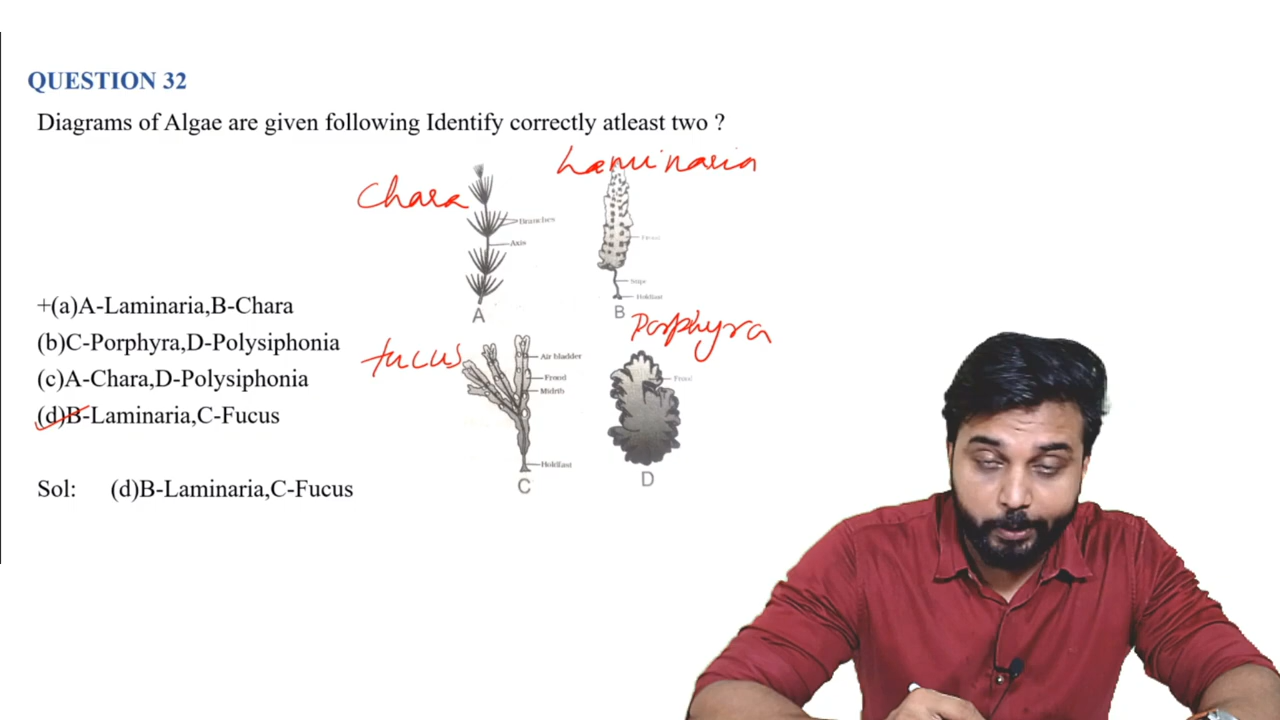 QUESTION 32
Diagrams of Algae are given following Identify correctly atleast two ?
Laminaria
Chara
Branches
Axis
Frond
Stipe
Holdfast
A
B
+(a)A-Laminaria,B-Chara
(b)C-Porphyra,D-Polysiphonia
(c)A-Chara,D-Polysiphonia
(d)B-Laminaria,C-Fucus
Porphyra
fucus
Air bladder
Frond
Midrib
Holdfast
Frond
C
D
Sol: (d)B-Laminaria,C-Fucus